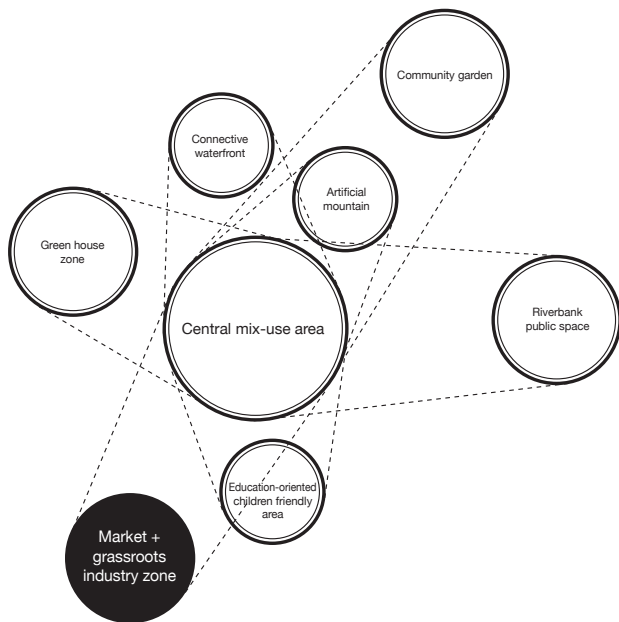 Community garden
Connective
waterfront
Artificial
mountain
Green house
zone
Central mix-use area
Riverbank
public space
Education-oriented
children friendly
area
Market +
grassroots
industry zone